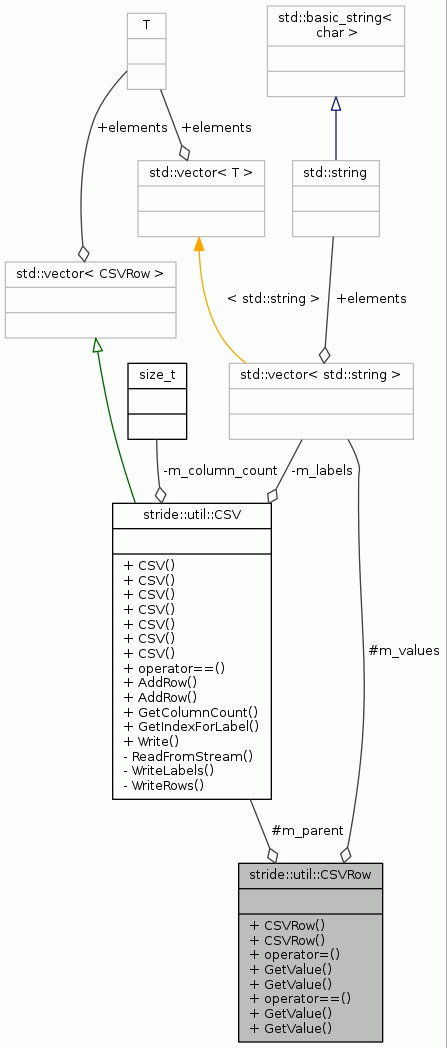 T
std::basic_string<
char >
+elements
+elements
std::vector< T >
std::string
std::vector< CSVRow >
< std::string >
+elements
size_t
std::vector< std::string >
-m_column_count
-m_labels
stride::util::CSV
+ CSV()
+ CSV()
+ CSV()
+ CSV()
+ CSV()
+ CSV()
+ CSV()
+ operator==()
+ AddRow()
+ AddRow()
+ GetColumnCount()
+ GetIndexForLabel()
+ Write()
- ReadFromStream()
- WriteLabels()
- WriteRows()
#m_values
#m_parent
stride::util::CSVRow
+ CSVRow()
+ CSVRow()
+ operator=()
+ GetValue()
+ GetValue()
+ operator==()
+ GetValue()
+ GetValue()